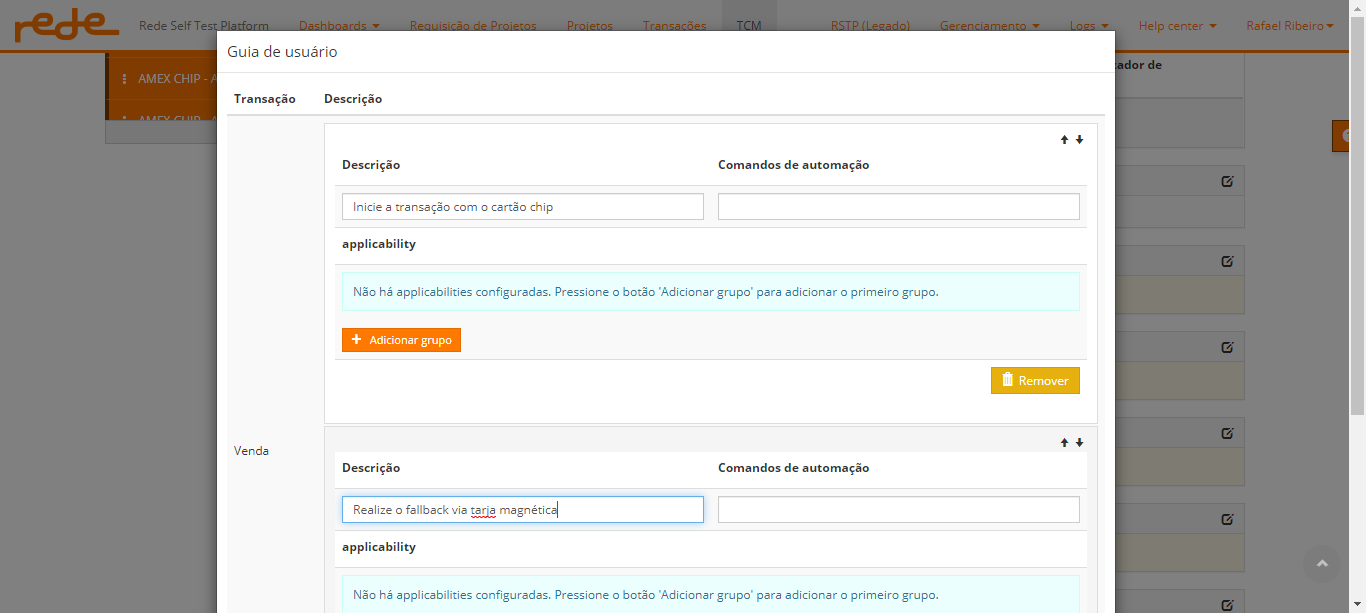 rede
Rede Self Test Platform Dashboards Requisição de Projetos Projetos Transações TCM RSTP (Legado) Gerenciamento Logs Help center Rafael Ribeiro
Guia de usuário
AMEX CHIP - A
ador de
Transação Descrição
AMEX CHIP - A
Descrição Comandos de automação
Inicie a transação com o cartão chip
applicability
Não há applicabilities configuradas. Pressione o botão 'Adicionar grupo' para adicionar o primeiro grupo.
Adicionar grupo
Remover
Venda
Descrição Comandos de automação
Realize o fallback via tarja magnética
applicability
Não há applicabilities configuradas. Pressione o botão 'Adicionar grupo' para adicionar o primeiro grupo.